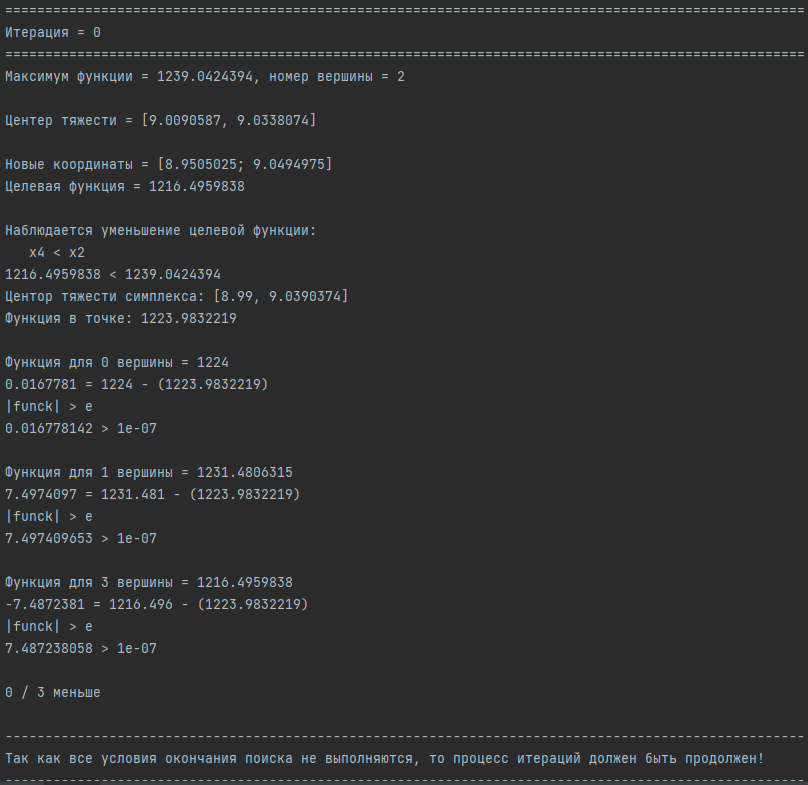 ====================================================================================================
Итерация = 0
====================================================================================================
Максимум функции = 1239.0424394, номер вершины = 2
Центер тяжести = [9.0090587, 9.0338074]
Новые координаты = [8.9505025; 9.0494975]
Целевая функция = 1216.4959838
Наблюдается уменьшение целевой функции:
x4 < x2
1216.4959838 < 1239.0424394
Центор тяжести симплекса: [8.99, 9.0390374]
Функция в точке: 1223.9832219
Функция для 0 вершины = 1224
0.0167781 = 1224 - (1223.9832219)
|funck| > e
0.016778142 > 1e-07
Функция для 1 вершины = 1231.4806315
7.4974097 = 1231.481 - (1223.9832219)
|funck| > e
7.497409653 > 1e-07
Функция для 3 вершины = 1216.4959838
-7.4872381 = 1216.496 - (1223.9832219)
|funck| > e
7.487238058 > 1e-07
0 / 3 меньше
----------------------------------------------------------------------------------------------------
Так как все условия окончания поиска не выполняются, то процесс итераций должен быть продолжен!
----------------------------------------------------------------------------------------------------